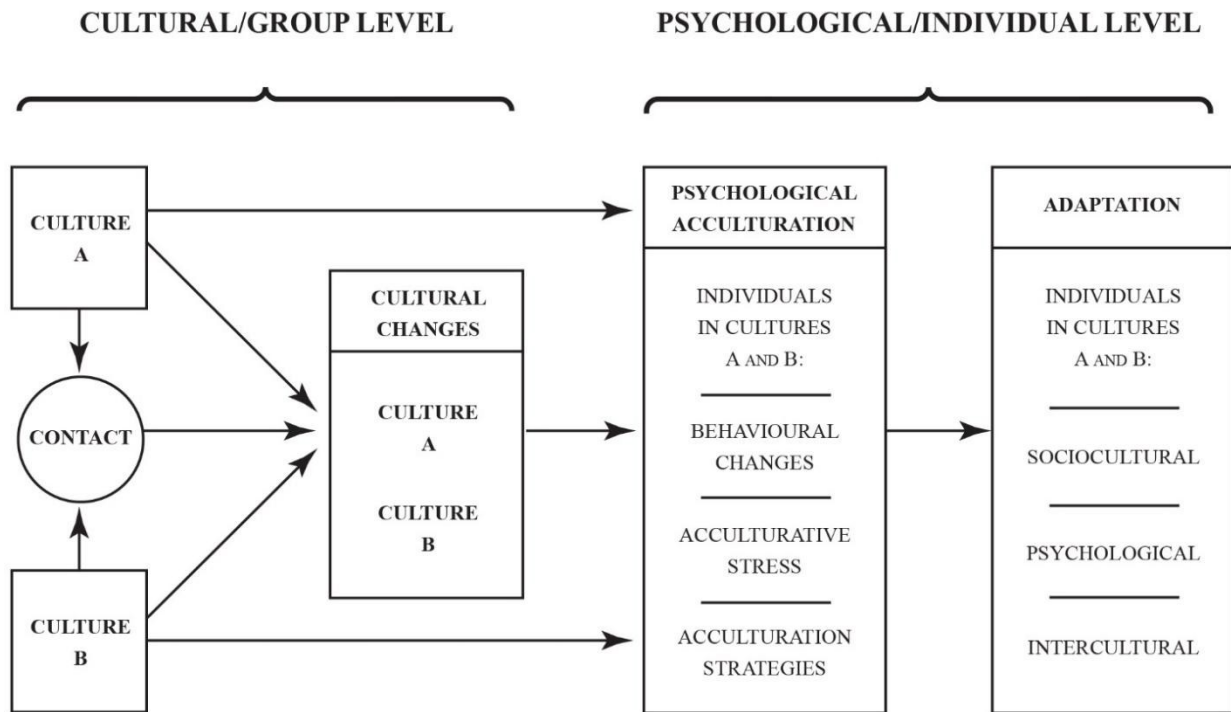 CULTURAL/GROUP LEVEL
PSYCHOLOGICAL/INDIVIDUAL LEVEL
CULTURE
A
CONTACT
CULTURE
B
CULTURAL
CHANGES
CULTURE
A
CULTURE
B
PSYCHOLOGICAL
ACCULTURATION
INDIVIDUALS
IN CULTURES
A AND B:
BEHAVIOURAL
CHANGES
ACCULTURATIVE
STRESS
ACCULTURATION
STRATEGIES
ADAPTATION
INDIVIDUALS
IN CULTURES
A AND B:
SOCIOCULTURAL
PSYCHOLOGICAL
INTERCULTURAL